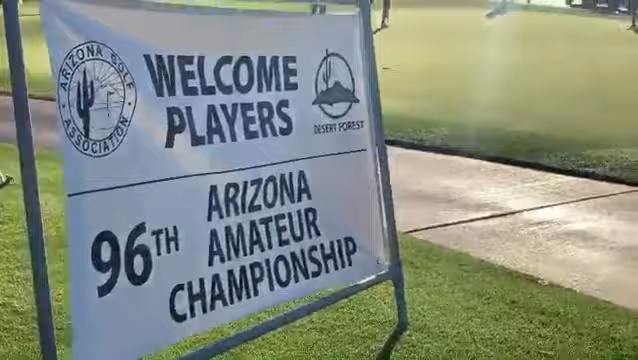 ARIZONA GOLF
ASSOCIATION
WELCOME
PLAYERS
DESERT FOREST
96TH
ARIZONA
AMATEUR
CHAMPIONSHIP